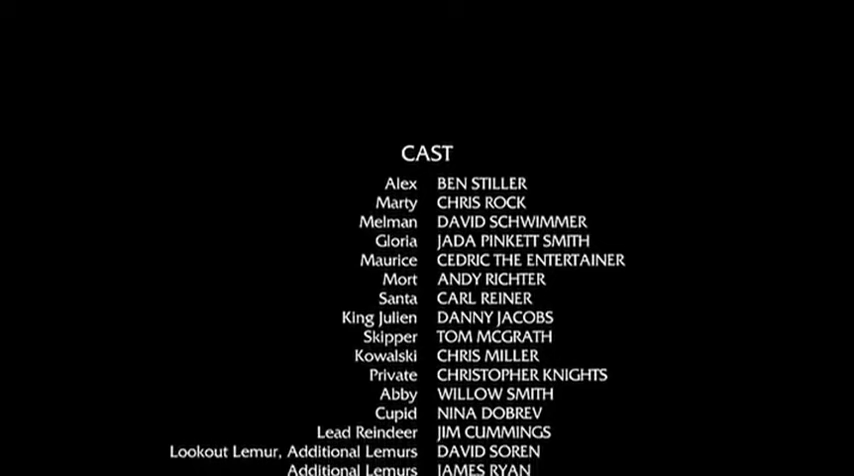 CAST
Alex BEN STILLER
Marty CHRIS ROCK
Melman DAVID SCHWIMMER
Gloria JADA PINKETT SMITH
Maurice CEDRIC THE ENTERTAINER
Mort ANDY RICHTER
Santa CARL REINER
King Julien DANNY JACOBS
Skipper TOM MCGRATH
Kowalski CHRIS MILLER
Private CHRISTOPHER KNIGHTS
Abby WILLOW SMITH
Cupid NINA DOBREV
Lead Reindeer JIM CUMMINGS
Lookout Lemur, Additional Lemurs DAVID SOREN
Additional Lemurs JAMES RYAN